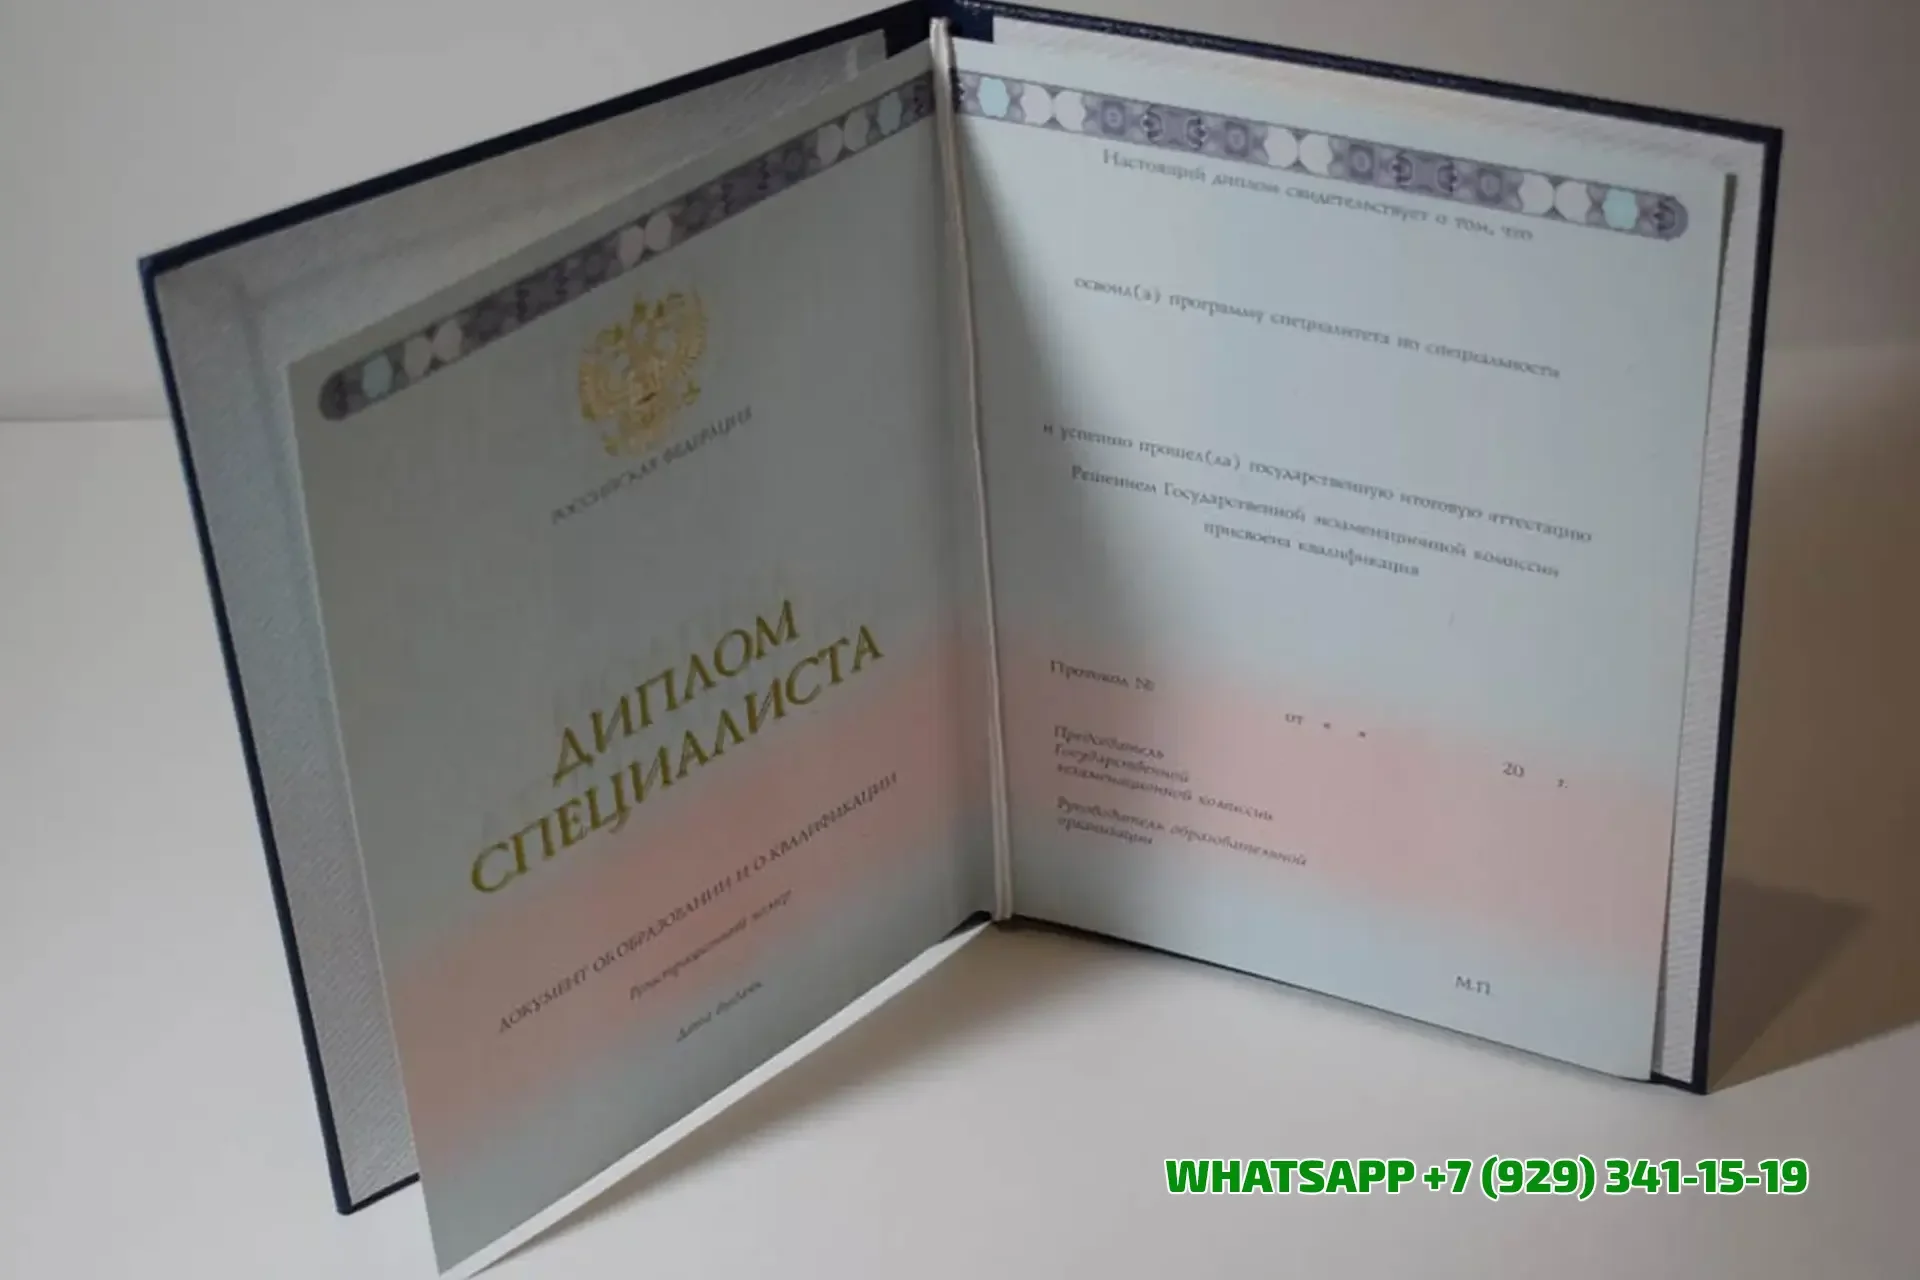 РОССИЙСКАЯ ФЕДЕРАЦИЯ
ДИПЛОМ
СПЕЦИАЛИСТА
ДОКУМЕНТ ОБ ОБРАЗОВАНИИ И О КВАЛИФИКАЦИИ
Регистрационный номер
Дата выдачи
Настоящий диплом свидетельствует о том, что
освоил(а) программу специалитета по специальности
и успешно прошел(ла) государственную итоговую аттестацию
Решением Государственной экзаменационной комиссии
присвоена квалификация
Протокол №
от « »
20 г.
Председатель
Государственной
экзаменационной комиссии
Руководитель образовательной
организации
М.П.
WHATSAPP +7 (929) 341-15-19